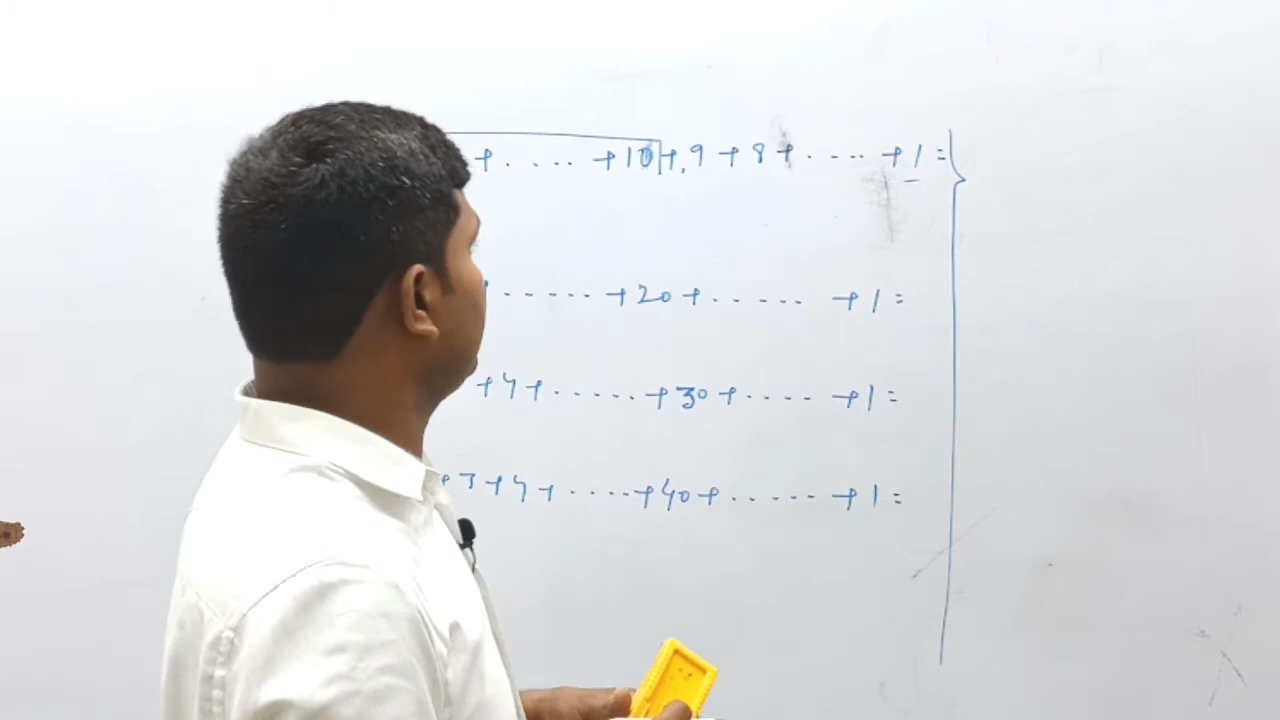 + . . . . . + 10 + 9 + 8 + . . . . + 1 =
. . . . . . + 20 + . . . . . . + 1 =
+ 4 + . . . . . . + 30 + . . . . + 1 =
+ 3 + 4 + . . . . + 40 + . . . . . . + 1 =